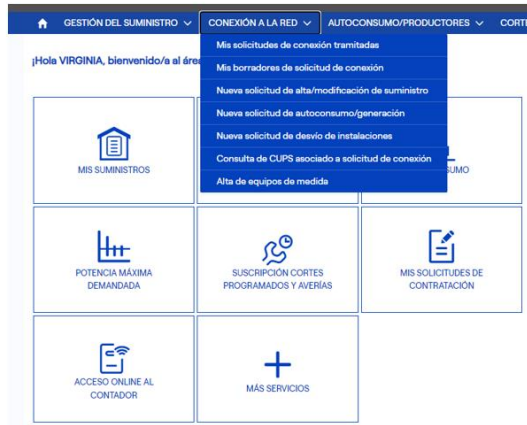 GESTIÓN DEL SUMINISTRO
CONEXIÓN A LA RED
AUTOCONSUMO/PRODUCTORES
¡Hola VIRGINIA, bienvenido/a al
Mis solicitudes de conexión tramitadas
Mis borradores de solicitud de conexión
Nueva solicitud de alta/modificación de suministro
Nueva solicitud de autoconsumo/generación
Nueva solicitud de desvío de instalaciones
Consulta de CUPS asociado a solicitud de conexión
Alta de equipos de medida
MIS SUMINISTROS
POTENCIA MÁXIMA
DEMANDADA
SUSCRIPCIÓN CORTES
PROGRAMADOS Y AVERÍAS
MIS SOLICITUDES DE
CONTRATACIÓN
ACCESO ONLINE AL
CONTADOR
MÁS SERVICIOS